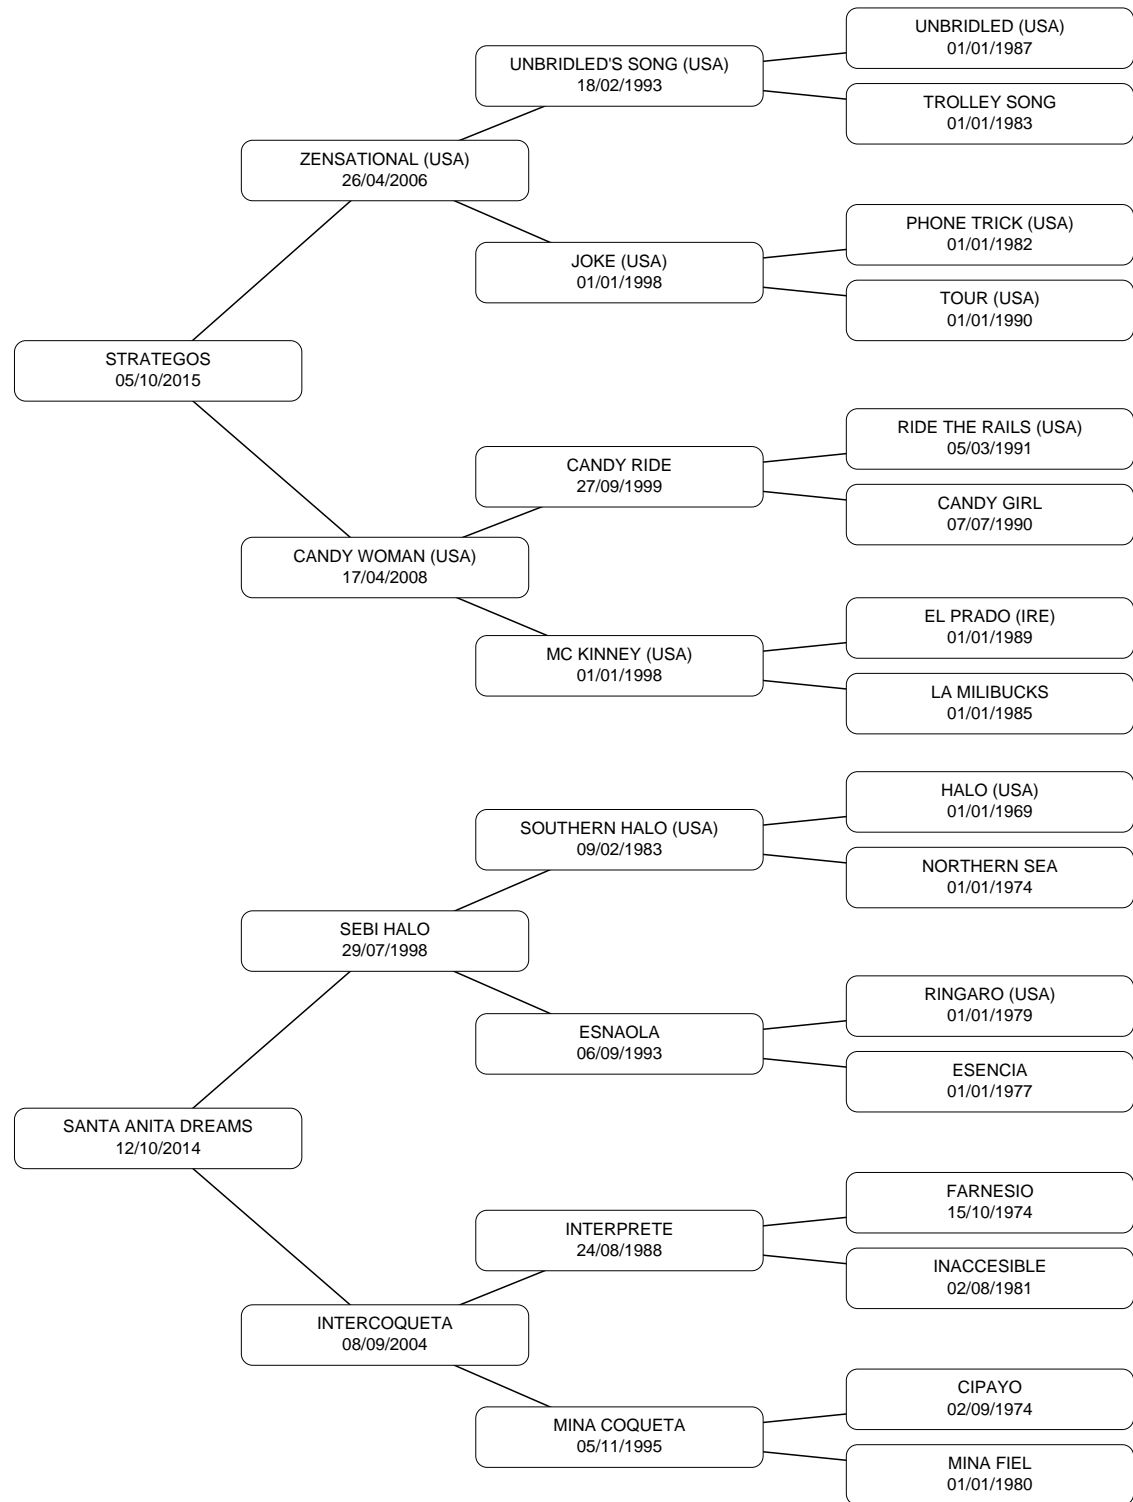 UNBRIDLED (USA)
01/01/1987
UNBRIDLED'S SONG (USA)
18/02/1993
TROLLEY SONG
01/01/1983
ZENSATIONAL (USA)
26/04/2006
PHONE TRICK (USA)
01/01/1982
JOKE (USA)
01/01/1998
TOUR (USA)
01/01/1990
STRATEGOS
05/10/2015
RIDE THE RAILS (USA)
05/03/1991
CANDY RIDE
27/09/1999
CANDY GIRL
07/07/1990
CANDY WOMAN (USA)
17/04/2008
EL PRADO (IRE)
01/01/1989
MC KINNEY (USA)
01/01/1998
LA MILIBUCKS
01/01/1985
HALO (USA)
01/01/1969
SOUTHERN HALO (USA)
09/02/1983
NORTHERN SEA
01/01/1974
SEBI HALO
29/07/1998
RINGARO (USA)
01/01/1979
ESNAOLA
06/09/1993
ESENCIA
01/01/1977
SANTA ANITA DREAMS
12/10/2014
FARNESIO
15/10/1974
INTERPRETE
24/08/1988
INACCESIBLE
02/08/1981
INTERCOQUETA
08/09/2004
CIPAYO
02/09/1974
MINA COQUETA
05/11/1995
MINA FIEL
01/01/1980